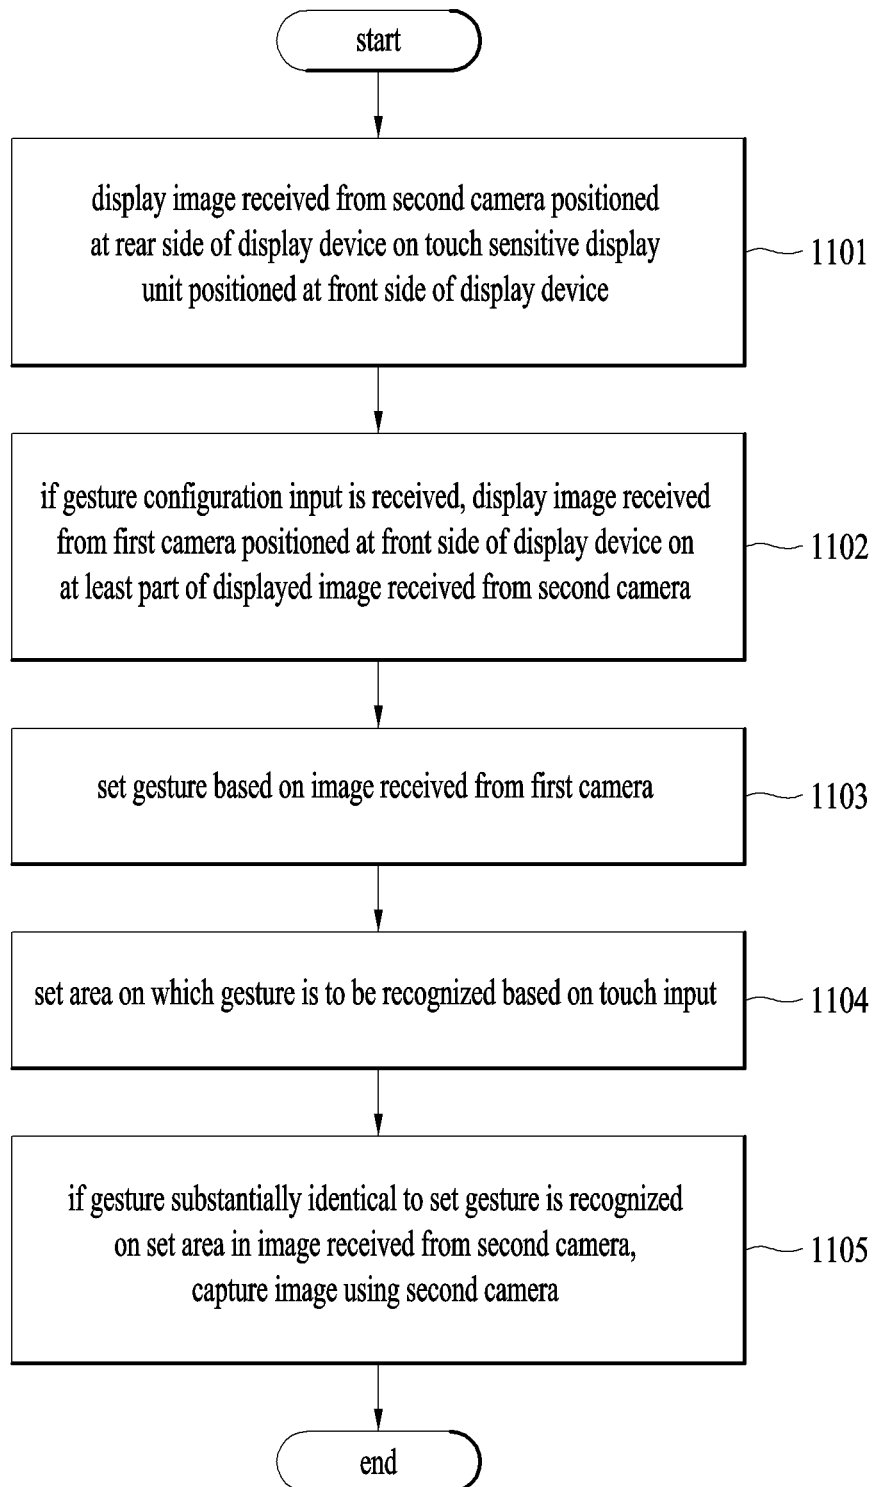 start
display image received from second camera positioned
at rear side of display device on touch sensitive display
unit positioned at front side of display device
1101
if gesture configuration input is received, display image received
from first camera positioned at front side of display device on
at least part of displayed image received from second camera
1102
set gesture based on image received from first camera
1103
set area on which gesture is to be recognized based on touch input
1104
if gesture substantially identical to set gesture is recognized
on set area in image received from second camera,
capture image using second camera
1105
end